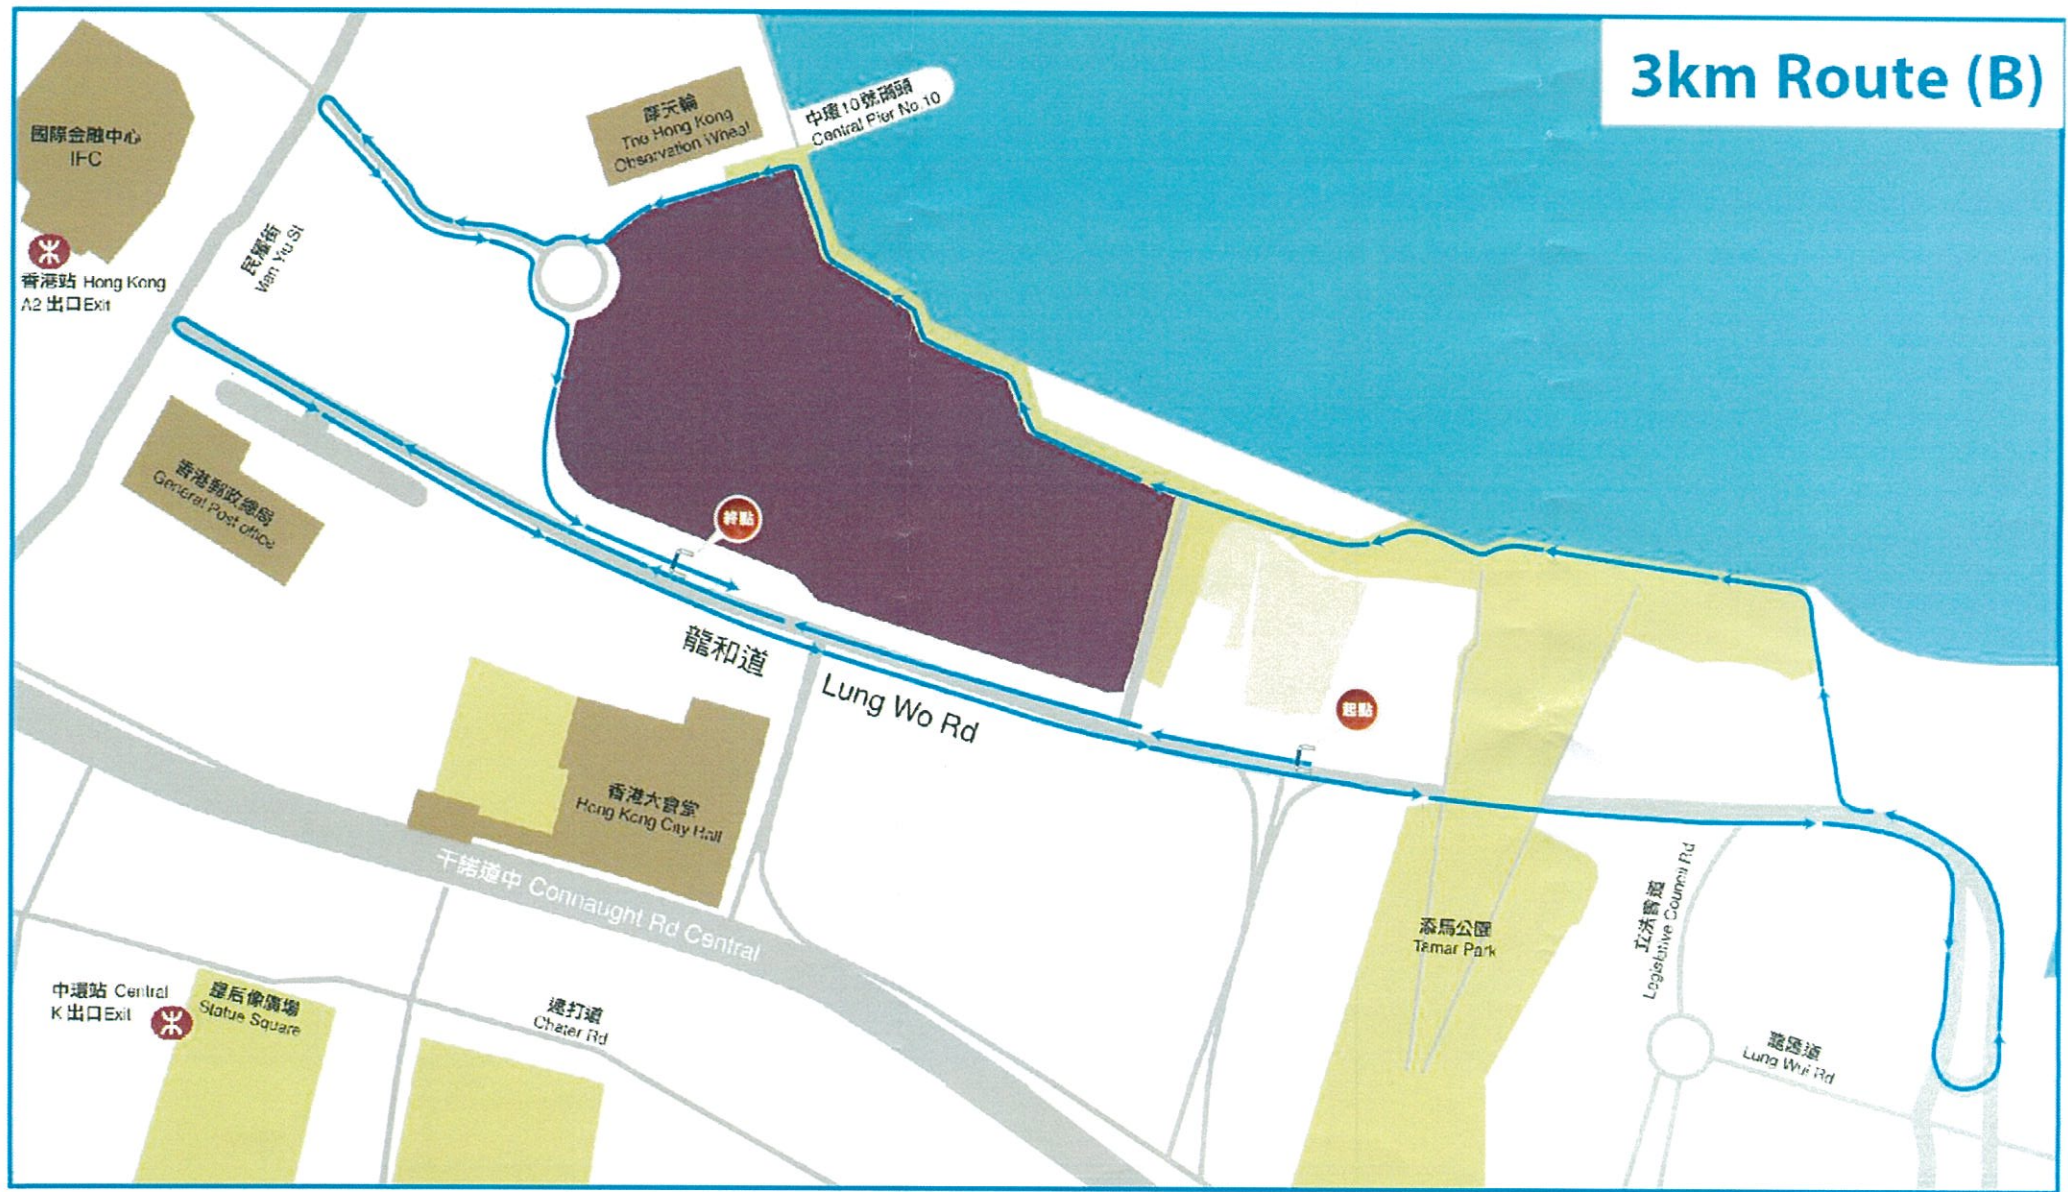 3km Route (B)
國際金融中心
IFC
摩天輪
The Hong Kong
Observation Wheel
中環10號碼頭
Central Pier No.10
民耀街
Man Yiu St
香港站 Hong Kong
A2 出口Exit
香港郵政總局
General Post office
終點
龍和道
Lung Wo Rd
起點
香港大會堂
Hong Kong City Hall
干諾道中 Connaught Rd Central
添馬公園
Tamar Park
立法會道
Legislative Council Rd
中環站 Central
K 出口Exit
皇后像廣場
Statue Square
遮打道
Chater Rd
龍匯道
Lung Wui Rd